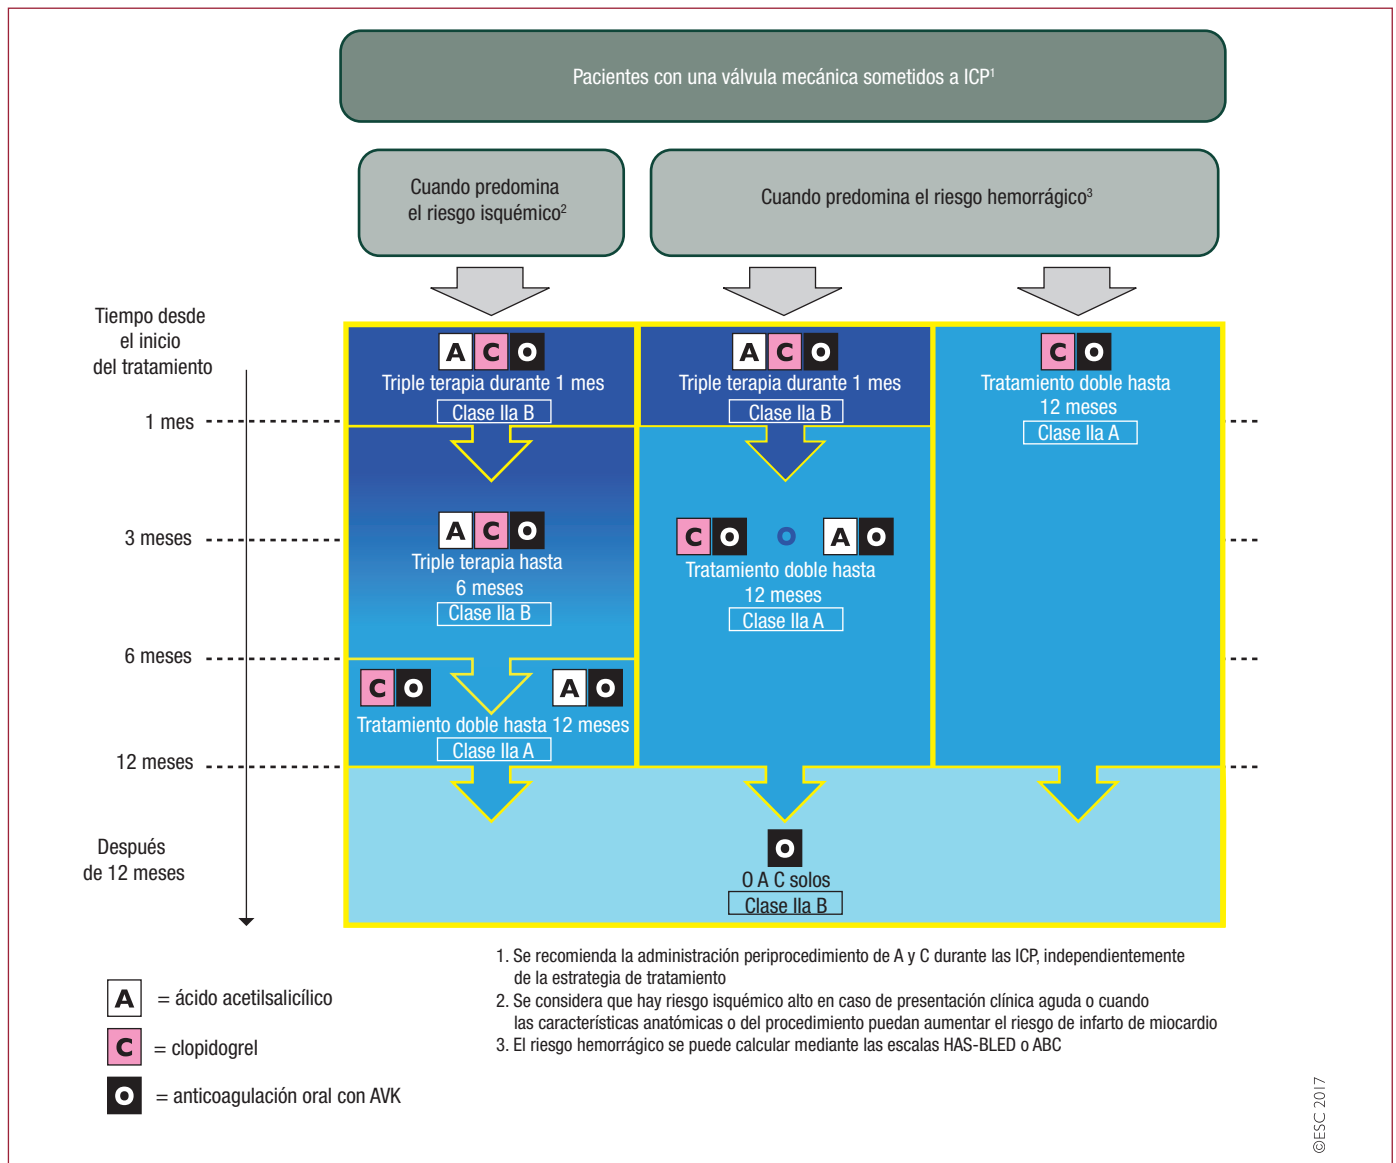 Pacientes con una válvula mecánica sometidos a ICP¹
Cuando predomina
el riesgo isquémico²
Cuando predomina el riesgo hemorrágico³
Tiempo desde
el inicio
del tratamiento
1 mes
3 meses
6 meses
12 meses
Después
de 12 meses
A C O
Triple terapia durante 1 mes
Clase IIa B
A C O
Triple terapia hasta
6 meses
Clase IIa B
C O
A O
Tratamiento doble hasta 12 meses
Clase IIa A
A C O
Triple terapia durante 1 mes
Clase IIa B
C O O A O
Tratamiento doble hasta
12 meses
Clase IIa A
C O
Tratamiento doble hasta
12 meses
Clase IIa A
O
O A C solos
Clase IIa B
A = ácido acetilsalicílico
C = clopidogrel
O = anticoagulación oral con AVK
1. Se recomienda la administración periprocedimiento de A y C durante las ICP, independientemente
de la estrategia de tratamiento
2. Se considera que hay riesgo isquémico alto en caso de presentación clínica aguda o cuando
las características anatómicas o del procedimiento puedan aumentar el riesgo de infarto de miocardio
3. El riesgo hemorrágico se puede calcular mediante las escalas HAS-BLED o ABC
©ESC 2017